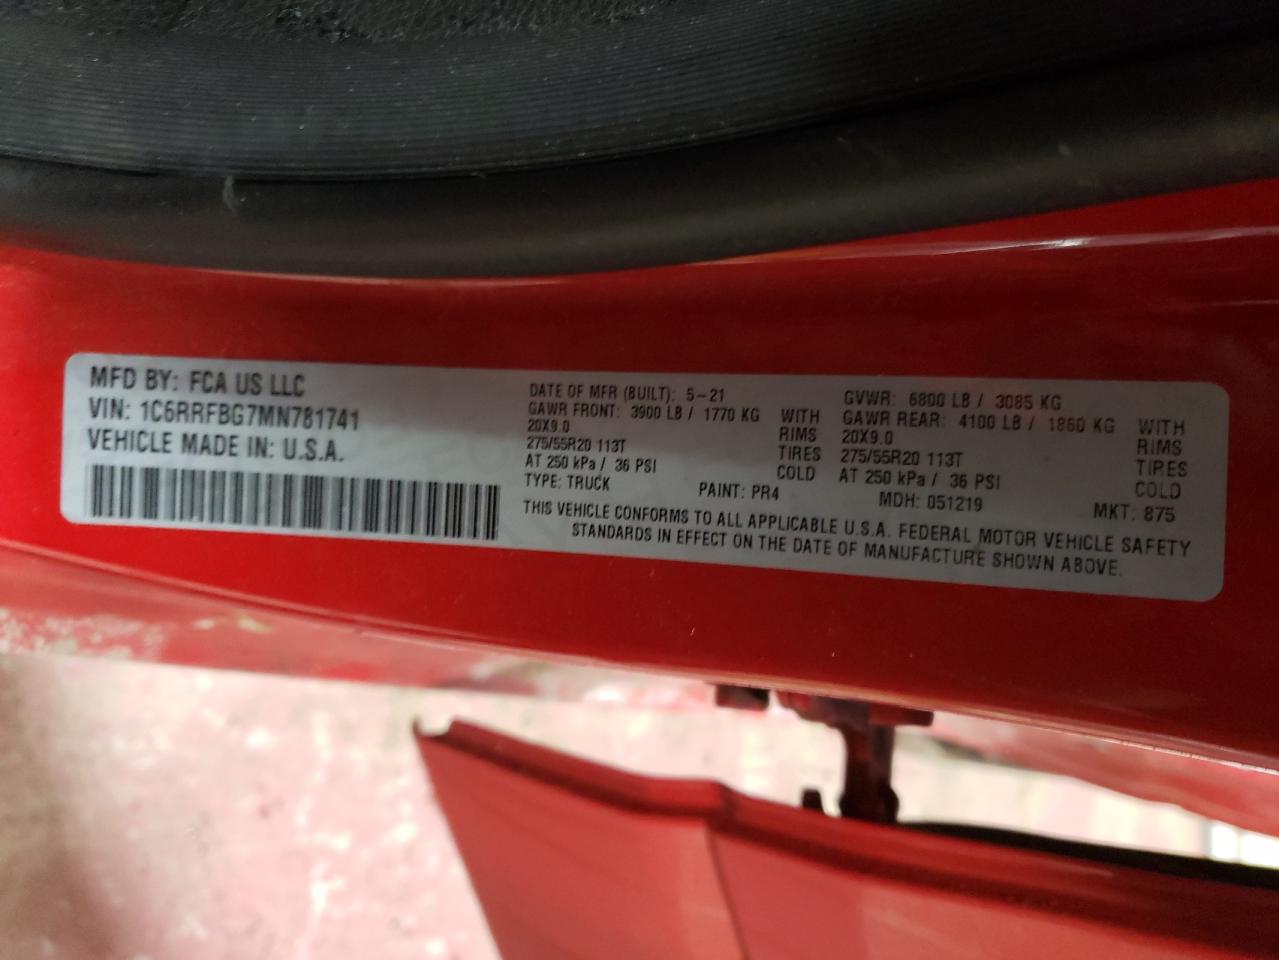 MFD BY: FCA US LLC
VIN: 1C6RRFBG7MN781741
VEHICLE MADE IN: U.S.A.
DATE OF MFR (BUILT): 5-21 GVWR: 6800 LB / 3085 KG
GAWR FRONT: 3900 LB / 1770 KG WITH GAWR REAR: 4100 LB / 1860 KG WITH
20X9.0 RIMS 20X9.0 RIMS
275/55R20 113T TIRES 275/55R20 113T TIRES
AT 250 kPa / 36 PSI COLD AT 250 kPa / 36 PSI COLD
TYPE: TRUCK PAINT: PR4 MDH: 051219 MKT: 875
THIS VEHICLE CONFORMS TO ALL APPLICABLE U.S.A. FEDERAL MOTOR VEHICLE SAFETY
STANDARDS IN EFFECT ON THE DATE OF MANUFACTURE SHOWN ABOVE.